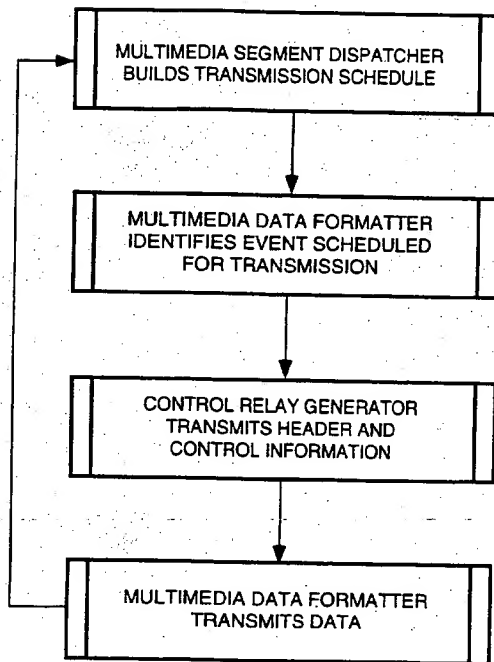 MULTIMEDIA SEGMENT DISPATCHER
BUILDS TRANSMISSION SCHEDULE
MULTIMEDIA DATA FORMATTER
IDENTIFIES EVENT SCHEDULED
FOR TRANSMISSION
CONTROL RELAY GENERATOR
TRANSMITS HEADER AND
CONTROL INFORMATION
MULTIMEDIA DATA FORMATTER
TRANSMITS DATA